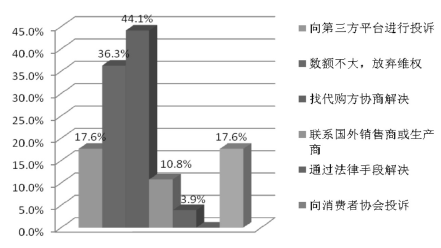 45.0%
40.0%
35.0%
30.0%
25.0%
20.0%
15.0%
10.0%
5.0%
0.0%
17.6%
36.3%
44.1%
10.8%
3.9%
17.6%
向第三方平台进行投诉
数额不大，放弃维权
找代购方协商解决
联系国外销售商或生产
商
通过法律手段解决
向消费者协会投诉